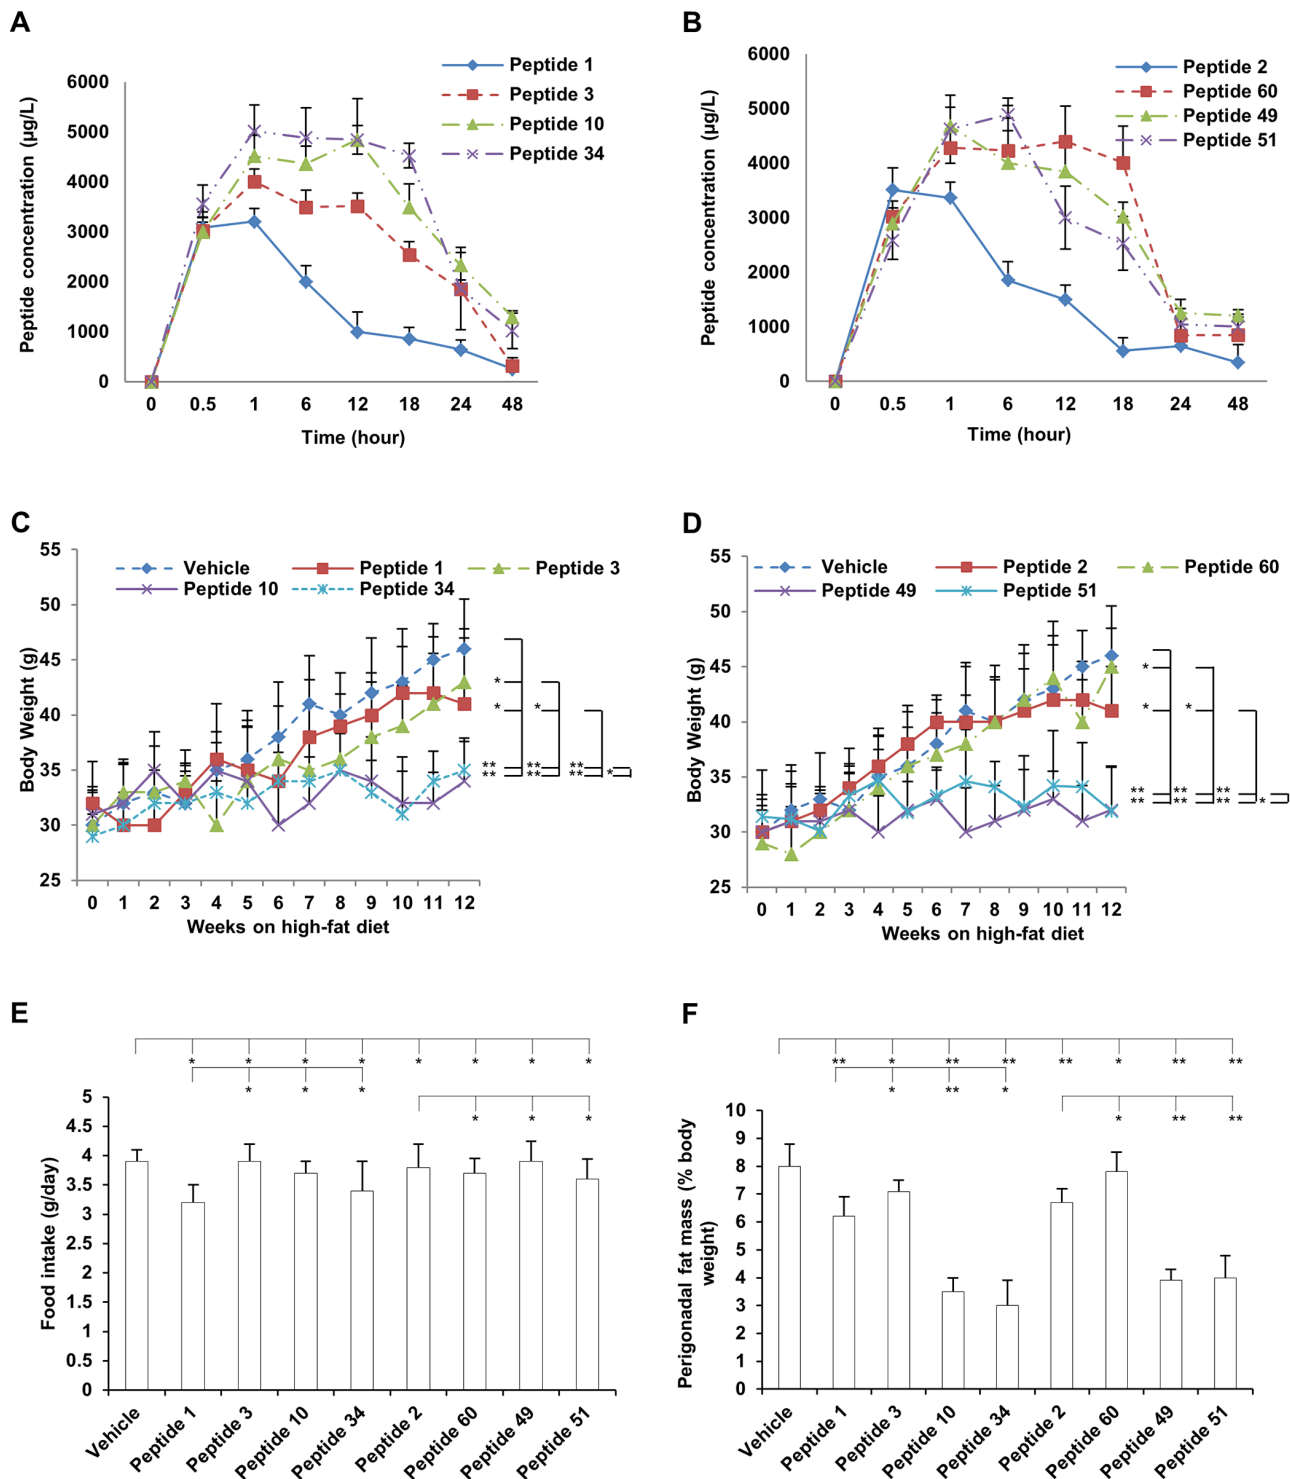 A
Peptide concentration (µg/L)
6000
5000
4000
3000
2000
1000
0
Peptide 1
Peptide 3
Peptide 10
Peptide 34
0 0.5 1 6 12 18 24 48
Time (hour)
B
Peptide concentration (µg/L)
6000
5000
4000
3000
2000
1000
0
Peptide 2
Peptide 60
Peptide 49
Peptide 51
0 0.5 1 6 12 18 24 48
Time (hour)
C
Body Weight (g)
55
50
45
40
35
30
25
Vehicle Peptide 1 Peptide 3
Peptide 10 Peptide 34
*
* *
** ** **
** ** ** *
0 1 2 3 4 5 6 7 8 9 10 11 12
Weeks on high-fat diet
D
Body Weight (g)
55
50
45
40
35
30
25
Vehicle Peptide 2 Peptide 60
Peptide 49 Peptide 51
*
* *
** ** **
** ** ** *
0 1 2 3 4 5 6 7 8 9 10 11 12
Weeks on high-fat diet
E
* * * * * * * *
* * *
* * *
Food intake (g/day)
5
4.5
4
3.5
3
2.5
2
1.5
1
0.5
0
Vehicle
Peptide 1
Peptide 3
Peptide 10
Peptide 34
Peptide 2
Peptide 60
Peptide 49
Peptide 51
F
** * ** ** ** * ** **
* ** *
* ** **
Perigonadal fat mass (% body
weight)
10
9
8
7
6
5
4
3
2
1
0
Vehicle
Peptide 1
Peptide 3
Peptide 10
Peptide 34
Peptide 2
Peptide 60
Peptide 49
Peptide 51